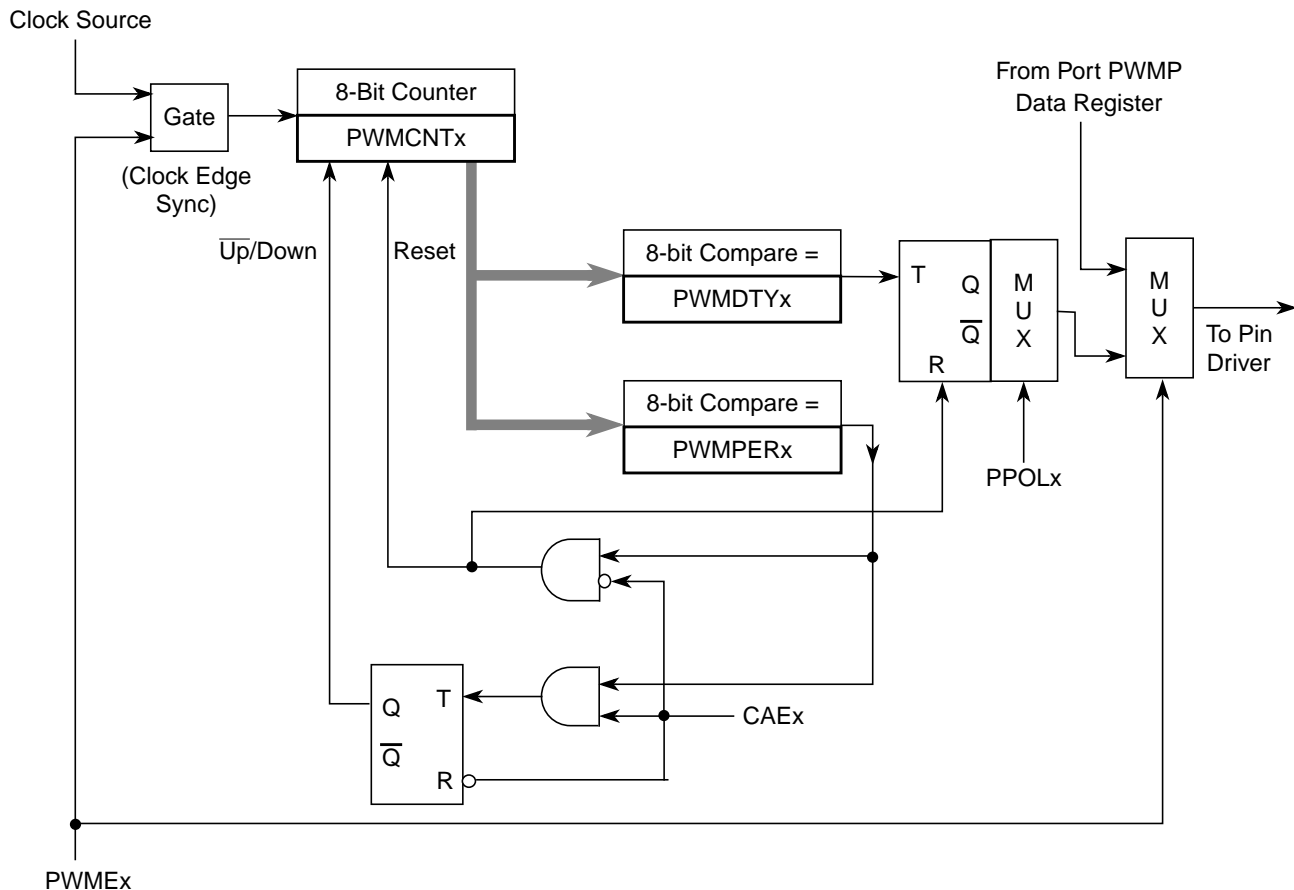 Clock Source
8-Bit Counter
PWMCNTx
Gate
(Clock Edge
Sync)
U̅p̅/Down
Reset
From Port PWMP
Data Register
8-bit Compare =
PWMDTYx
T
Q
Q̅
R
M
U
X
M
U
X
To Pin
Driver
8-bit Compare =
PWMPERx
PPOLx
Q
T
Q̅
R
CAEx
PWMEx